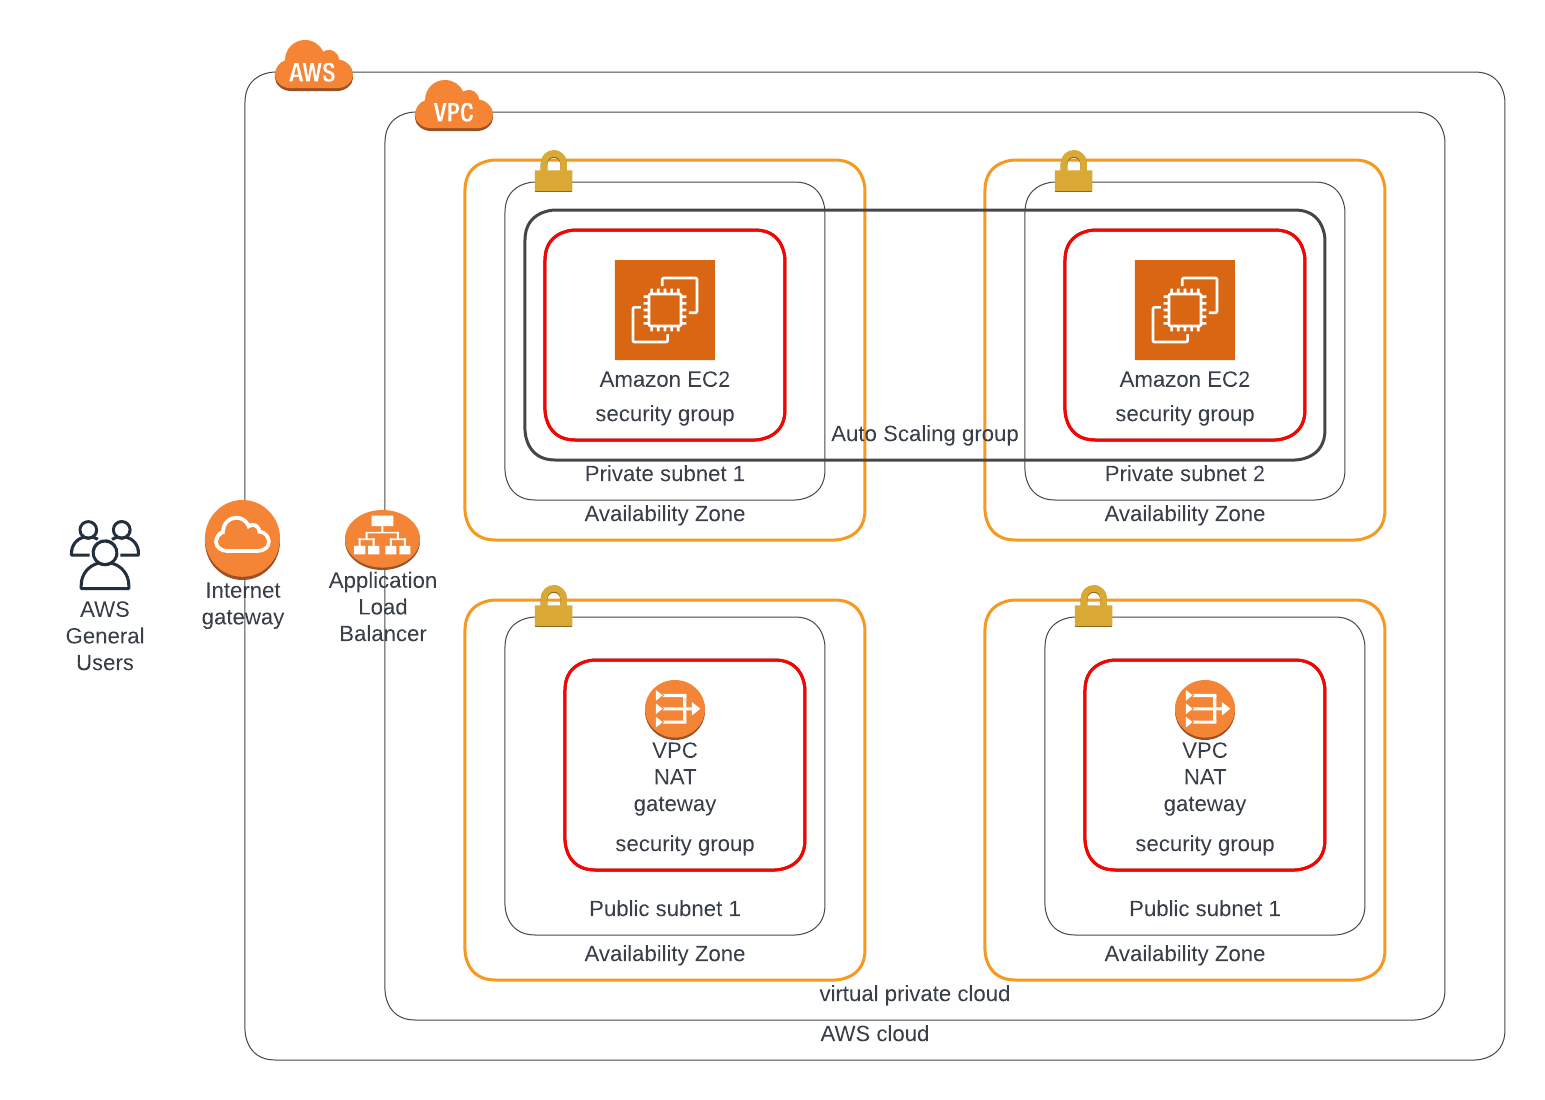 AWS
VPC
Amazon EC2
security group
Amazon EC2
security group
Auto Scaling group
Private subnet 1
Private subnet 2
Availability Zone
Availability Zone
AWS
General
Users
Internet
gateway
Application
Load
Balancer
VPC
NAT
gateway
security group
VPC
NAT
gateway
security group
Public subnet 1
Public subnet 1
Availability Zone
Availability Zone
virtual private cloud
AWS cloud